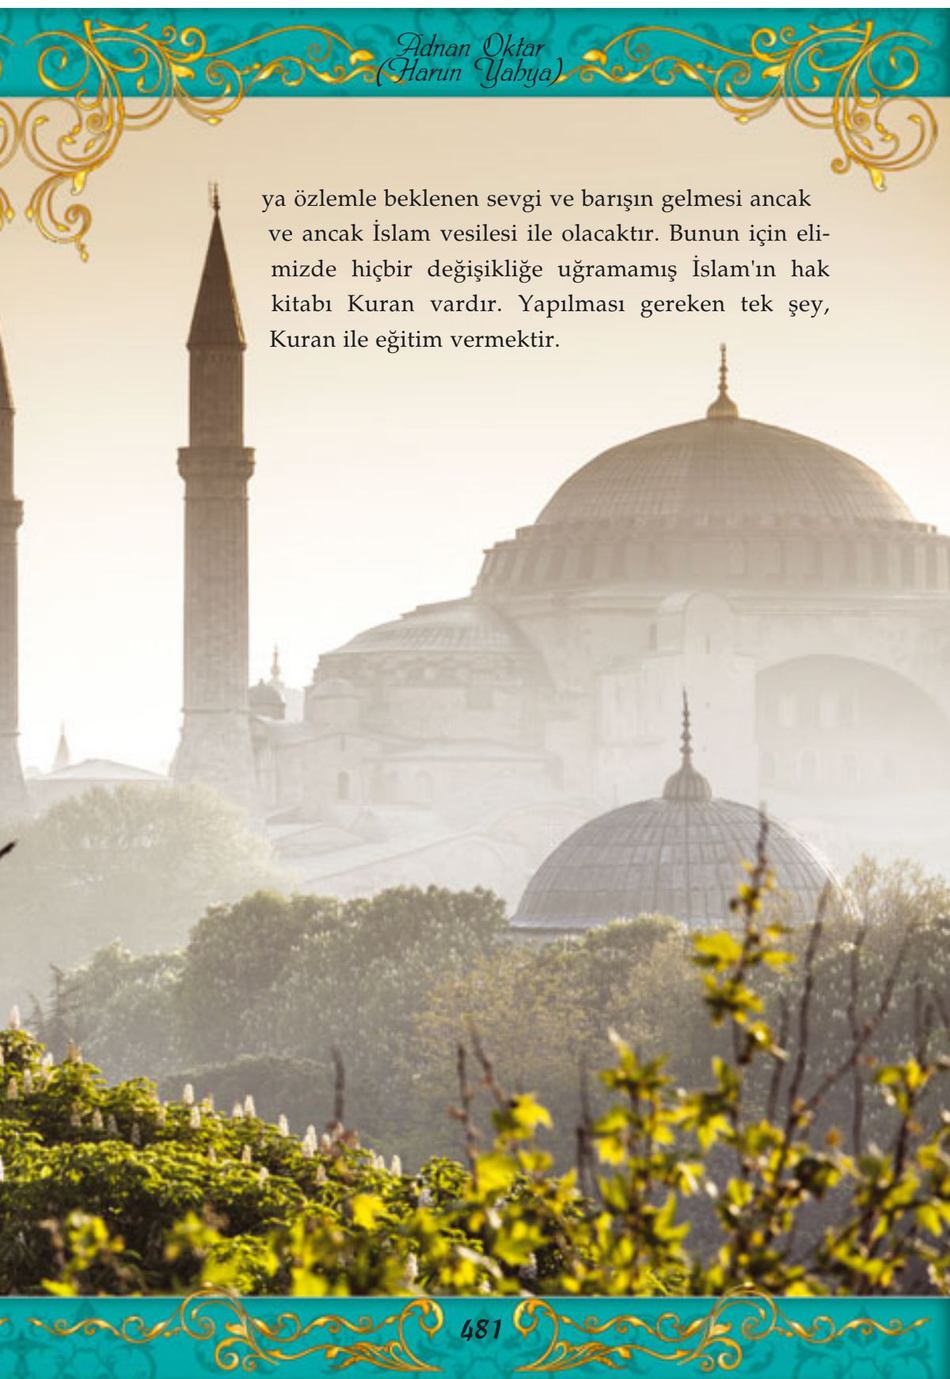 Adnan Oktar
(Harun Yahya)
ya özlemle beklenen sevgi ve barışın gelmesi ancak
ve ancak İslam vesilesi ile olacaktır. Bunun için eli-
mizde hiçbir değişikliğe uğramamış İslam'ın hak
kitabı Kuran vardır. Yapılması gereken tek şey,
Kuran ile eğitim vermektir.
481